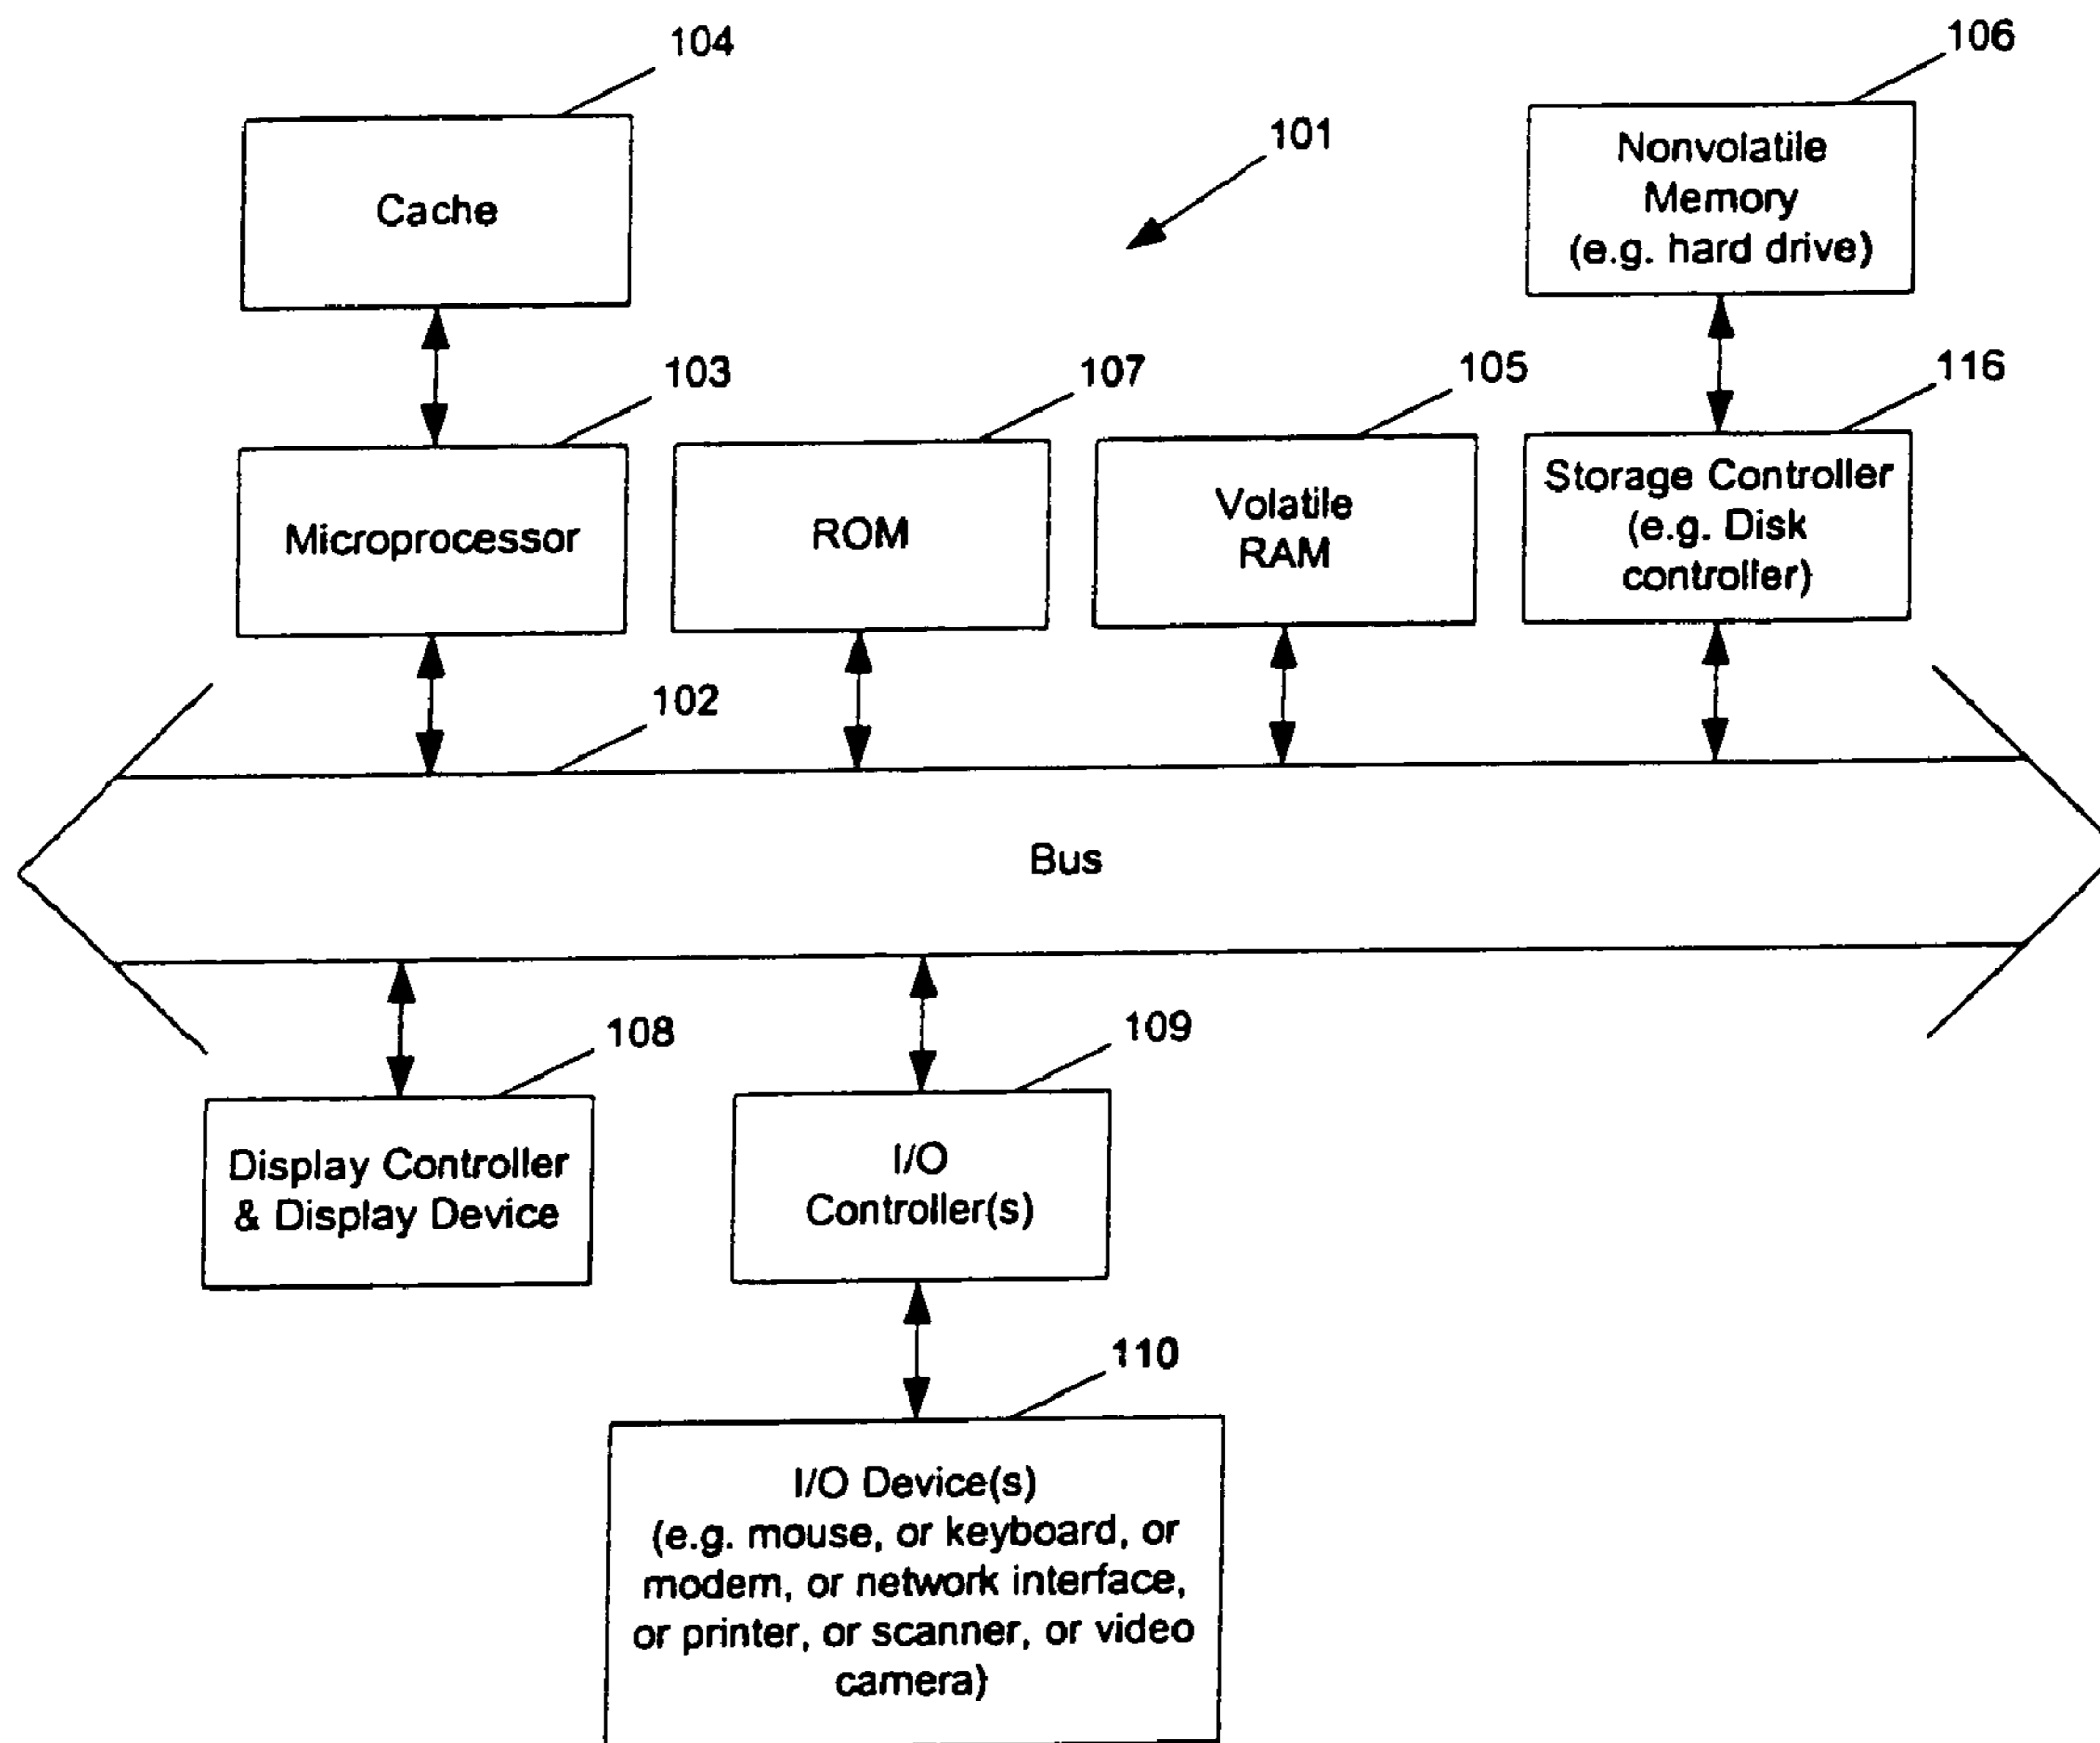 104
106
101
Nonvolatile
Memory
(e.g. hard drive)
Cache
103
107
105
116
Microprocessor
ROM
Volatile
RAM
Storage Controller
(e.g. Disk
controller)
102
Bus
108
109
Display Controller
& Display Device
I/O
Controller(s)
110
I/O Device(s)
(e.g. mouse, or keyboard, or
modem, or network interface,
or printer, or scanner, or video
camera)